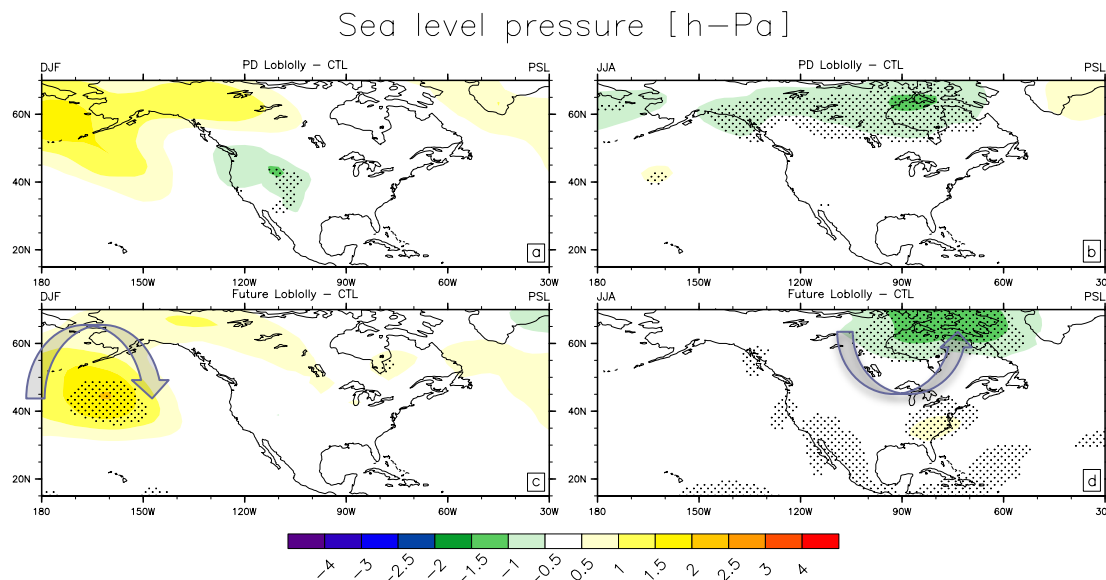 Sea level pressure [h-Pa]
DJF PD Loblolly - CTL PSL
JJA PD Loblolly - CTL PSL
60N
40N
20N
a
180 150W 120W 90W 60W 30W
60N
40N
20N
b
180 150W 120W 90W 60W 30
DJF Future Loblolly - CTL PSL
JJA Future Loblolly - CTL PSL
60N
40N
20N
c
180 150W 120W 90W 60W 30W
60N
40N
20N
d
180 150W 120W 90W 60W 30
-4 -3 -2.5 -2 -1.5 -1 -0.5 0.5 1 1.5 2 2.5 3 4